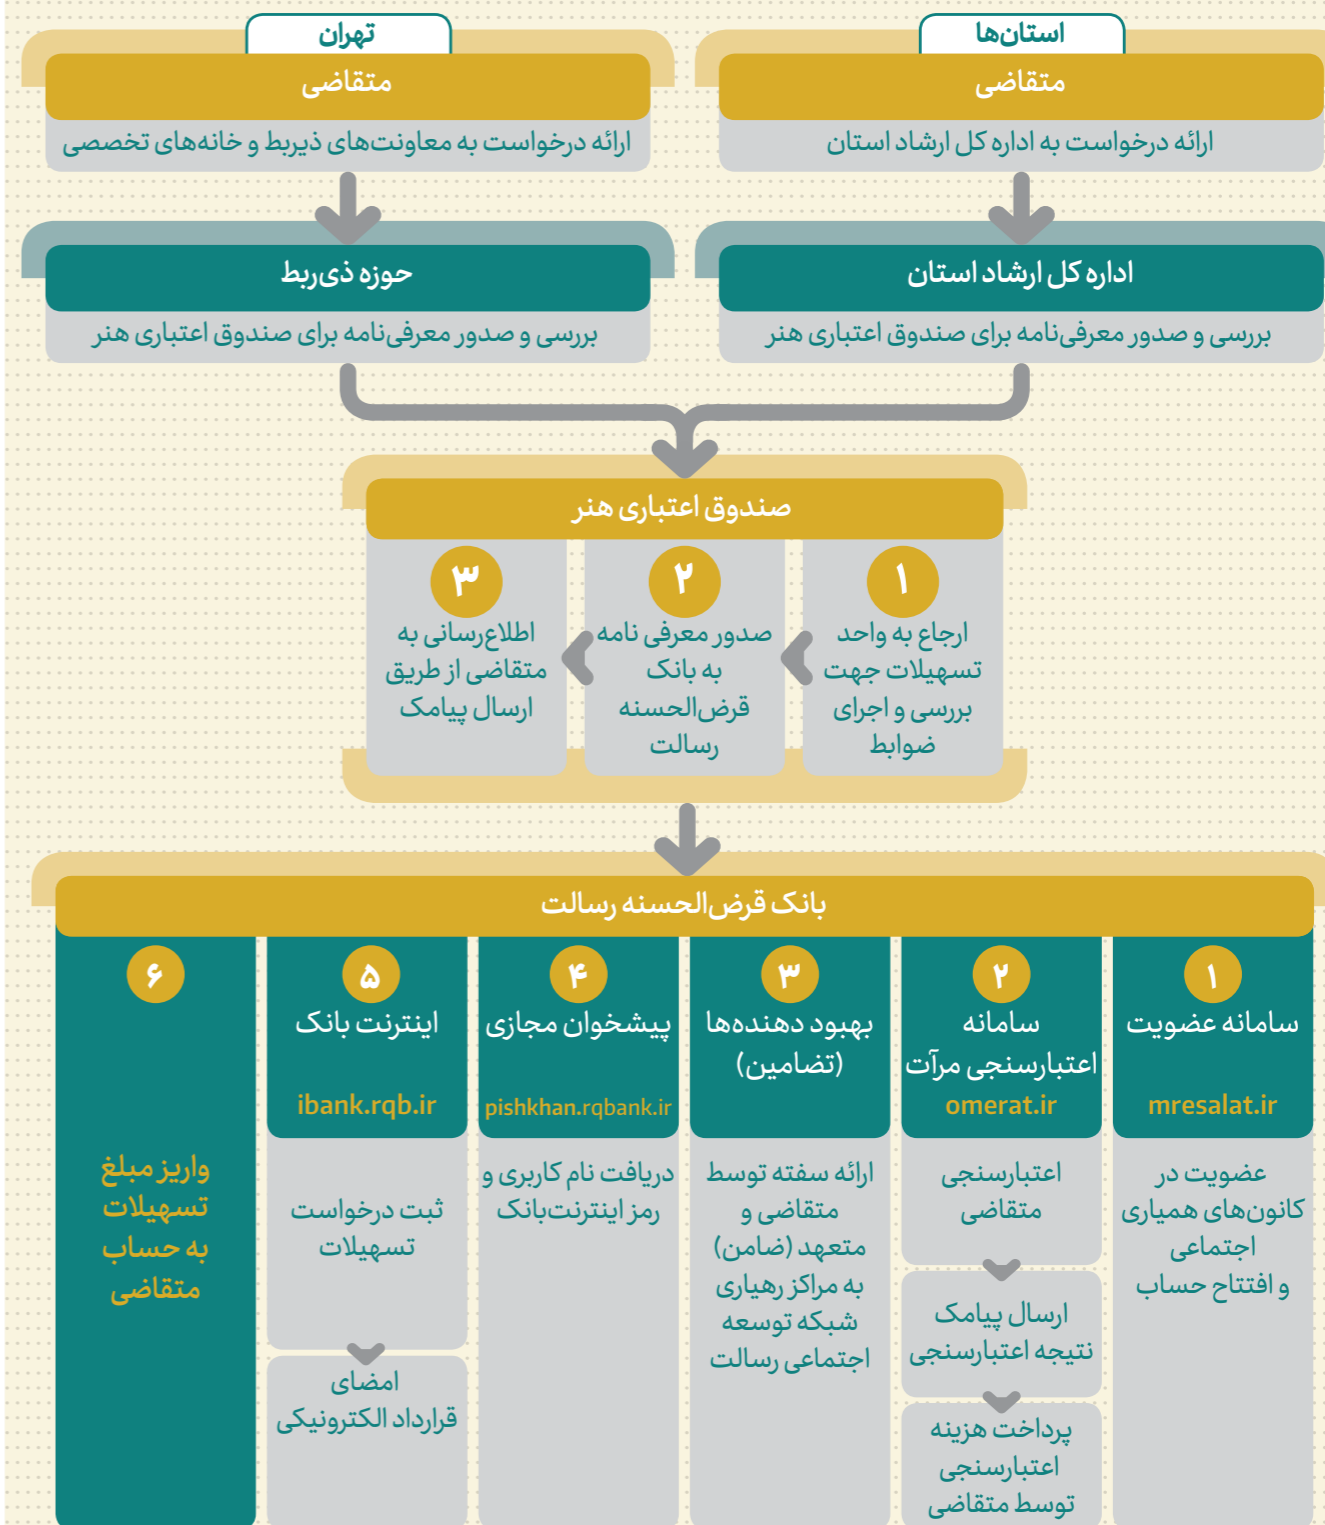 استان‌ها
متقاضی
ارائه درخواست به اداره کل ارشاد استان
اداره کل ارشاد استان
بررسی و صدور معرفی‌نامه برای صندوق اعتباری هنر
تهران
متقاضی
ارائه درخواست به معاونت‌های ذیربط و خانه‌های تخصصی
حوزه ذی‌ربط
بررسی و صدور معرفی‌نامه برای صندوق اعتباری هنر
صندوق اعتباری هنر
۱
ارجاع به واحد
تسهیلات جهت
بررسی و اجرای
ضوابط
۲
صدور معرفی نامه
به بانک
قرض‌الحسنه
رسالت
۳
اطلاع‌رسانی به
متقاضی از طریق
ارسال پیامک
بانک قرض‌الحسنه رسالت
۱
سامانه عضویت
mresalat.ir
عضویت در
کانون‌های همیاری
اجتماعی
و افتتاح حساب
۲
سامانه
اعتبارسنجی مرآت
omerat.ir
اعتبارسنجی
متقاضی
ارسال پیامک
نتیجه اعتبارسنجی
پرداخت هزینه
اعتبارسنجی
توسط متقاضی
۳
بهبود دهنده‌ها
(تضامین)
ارائه سفته توسط
متقاضی و
متعهد (ضامن)
به مراکز رهیاری
شبکه توسعه
اجتماعی رسالت
۴
پیشخوان مجازی
pishkhan.rqbank.ir
دریافت نام کاربری و
رمز اینترنت‌بانک
۵
اینترنت بانک
ibank.rqb.ir
ثبت درخواست
تسهیلات
امضای
قرارداد الکترونیکی
۶
واریز مبلغ
تسهیلات
به حساب
متقاضی